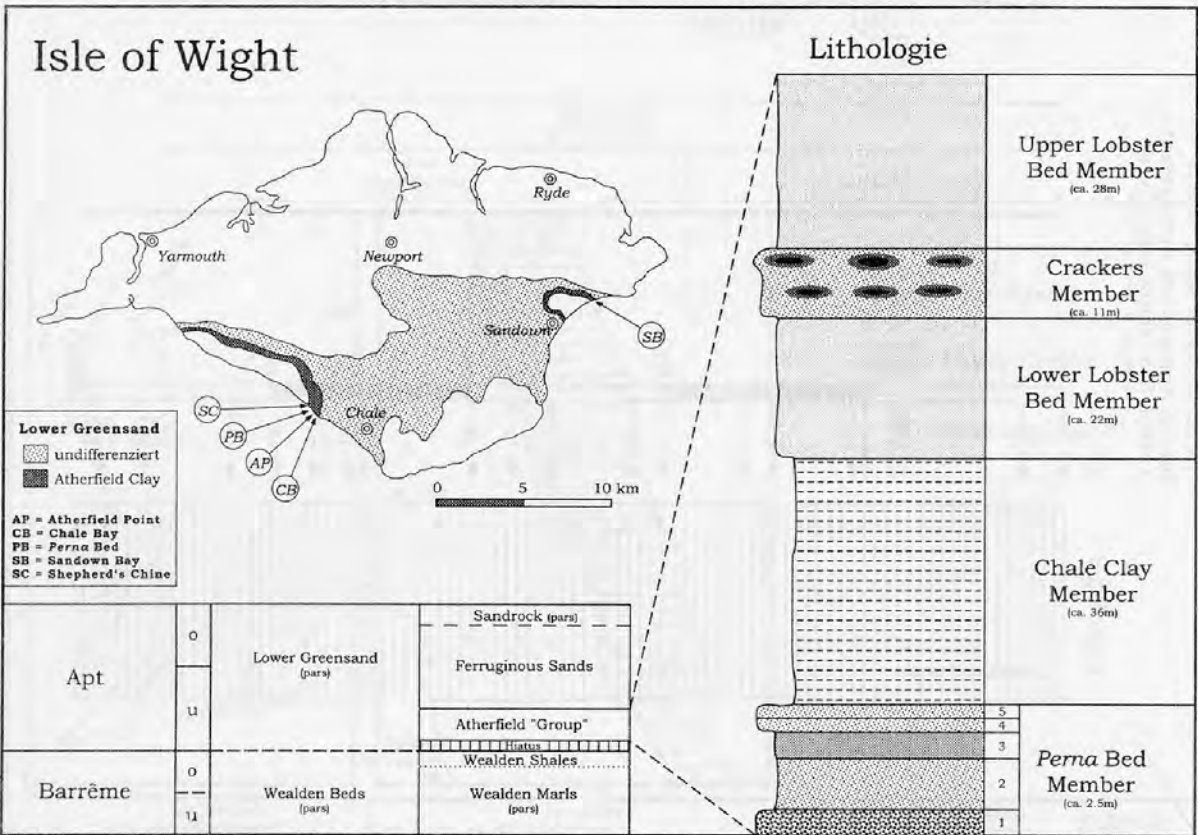 Isle of Wight
Ryde
Yarmouth
Newport
Sandown
SB
SC
PB
AP
CB
Chale
0 5 10 km
Lower Greensand
undifferenziert
Atherfield Clay
AP = Atherfield Point
CB = Chale Bay
PB = Perna Bed
SB = Sandown Bay
SC = Shepherd's Chine
Apt
o
u
Lower Greensand
(pars)
Sandrock (pars)
Ferruginous Sands
Atherfield "Group"
Hiatus
Barrême
o
u
Wealden Beds
(pars)
Wealden Shales
Wealden Marls
(pars)
Lithologie
Upper Lobster
Bed Member
(ca. 28m)
Crackers
Member
(ca. 11m)
Lower Lobster
Bed Member
(ca. 22m)
Chale Clay
Member
(ca. 36m)
5
4
3
2
1
Perna Bed
Member
(ca. 2.5m)